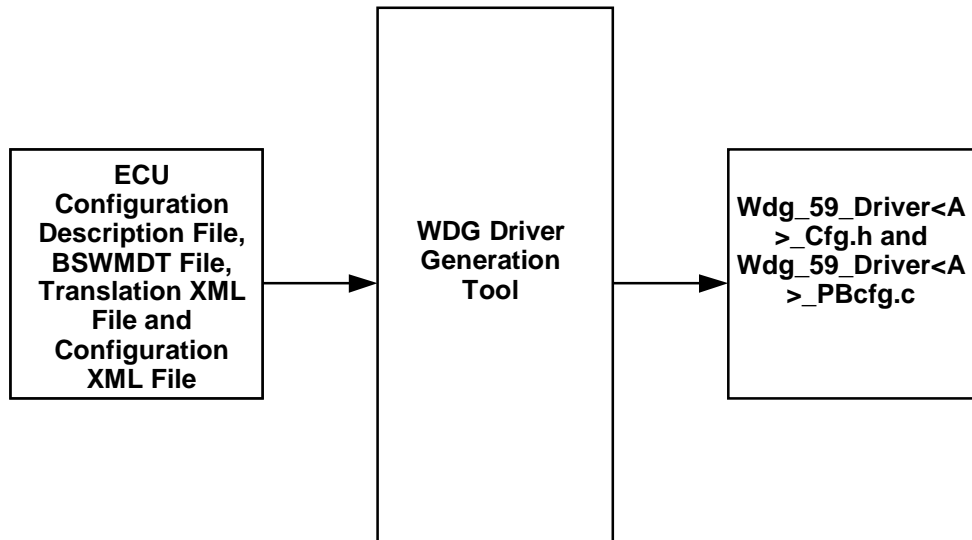 ECU
Configuration
Description File,
BSWMDT File,
Translation XML
File and
Configuration
XML File
WDG Driver
Generation
Tool
Wdg_59_Driver<A
>_Cfg.h and
Wdg_59_Driver<A
>_PBcfg.c